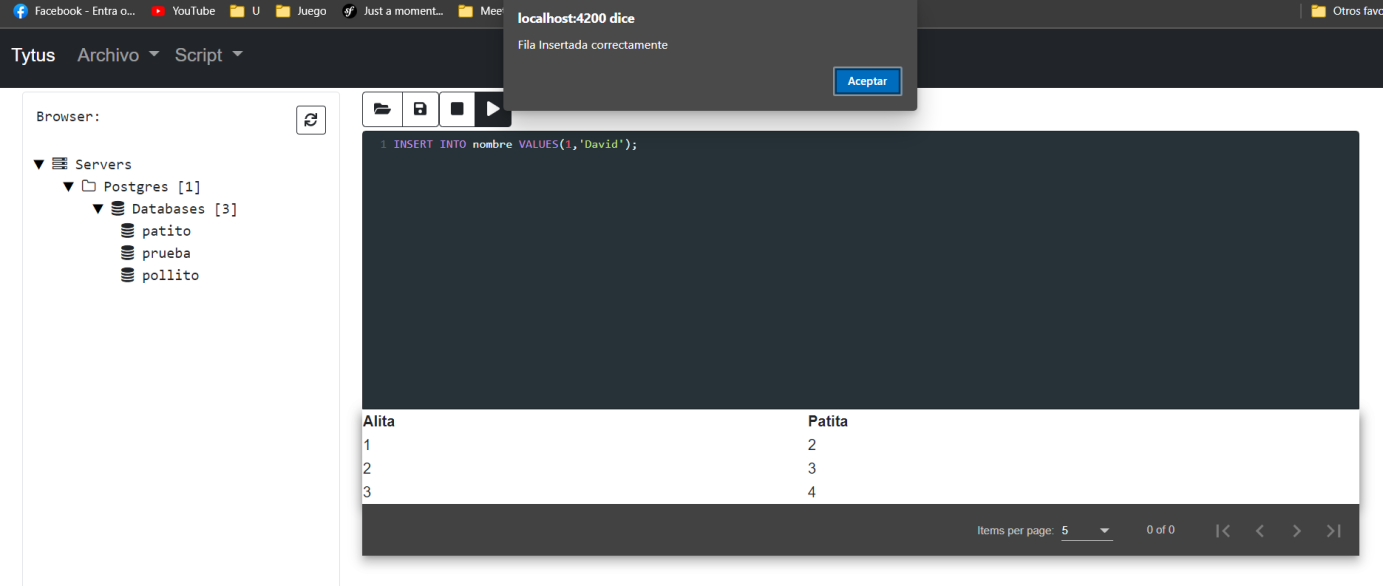 Facebook - Entra o... YouTube U Juego Just a moment... Mee Otros favo
localhost:4200 dice
Fila Insertada correctamente
Aceptar
Tytus Archivo Script
Browser:
Servers
Postgres [1]
Databases [3]
patito
prueba
pollito
1 INSERT INTO nombre VALUES(1,'David');
Alita Patita
1 2
2 3
3 4
Items per page: 5 0 of 0